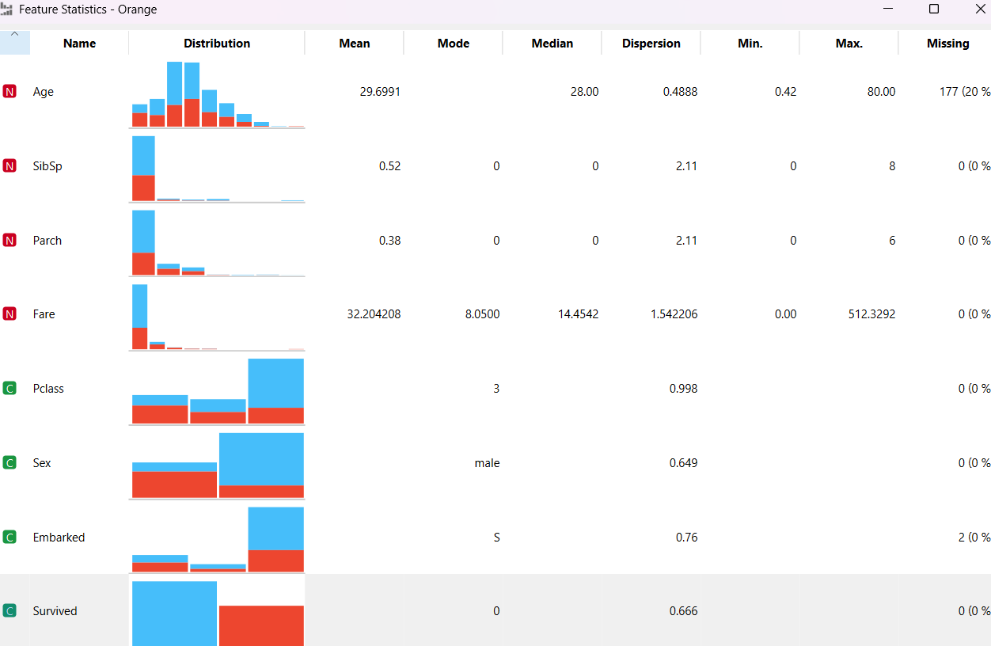 Feature Statistics - Orange
Name Distribution Mean Mode Median Dispersion Min. Max. Missing
N Age 29.6991 28.00 0.4888 0.42 80.00 177 (20 %
N SibSp 0.52 0 0 2.11 0 8 0 (0 %
N Parch 0.38 0 0 2.11 0 6 0 (0 %
N Fare 32.204208 8.0500 14.4542 1.542206 0.00 512.3292 0 (0 %
C Pclass 3 0.998 0 (0 %
C Sex male 0.649 0 (0 %
C Embarked S 0.76 2 (0 %
C Survived 0 0.666 0 (0 %